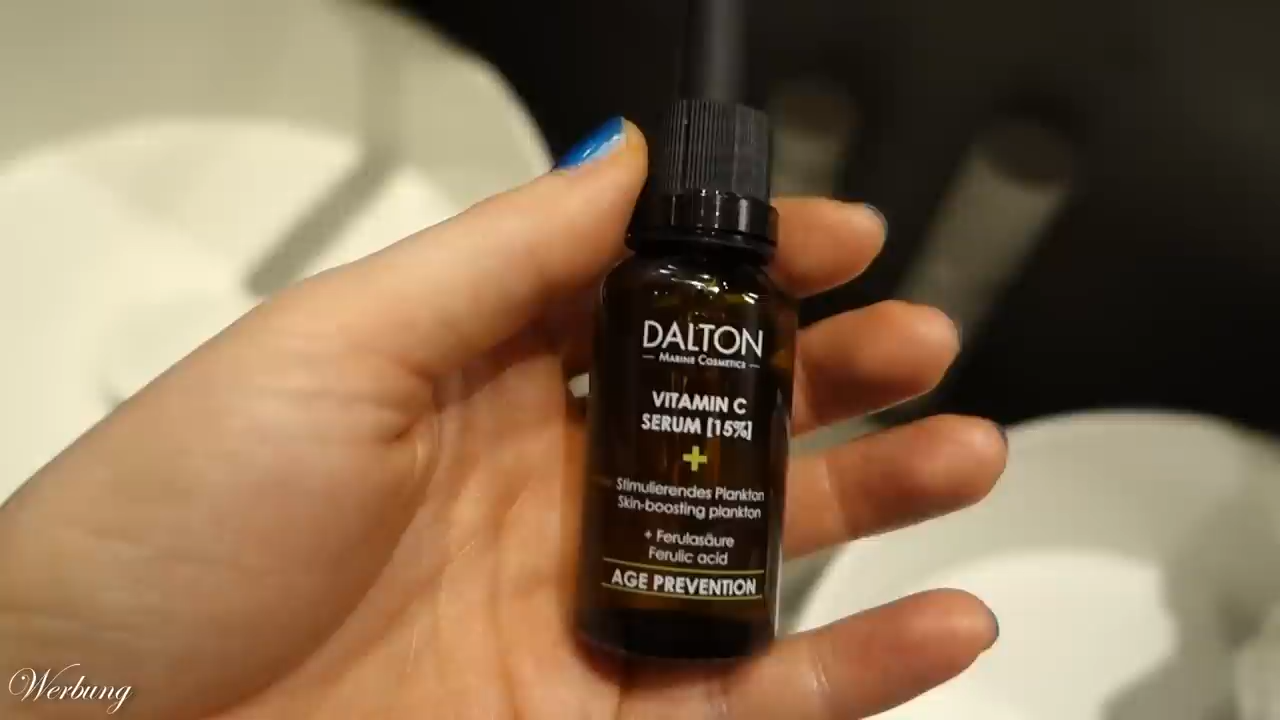 DALTON
— MARINE COSMETICS —
VITAMIN C
SERUM [15%]
+
Stimulierendes Plankton
Skin-boosting plankton
+ Ferulasäure
Ferulic acid
AGE PREVENTION
Werbung